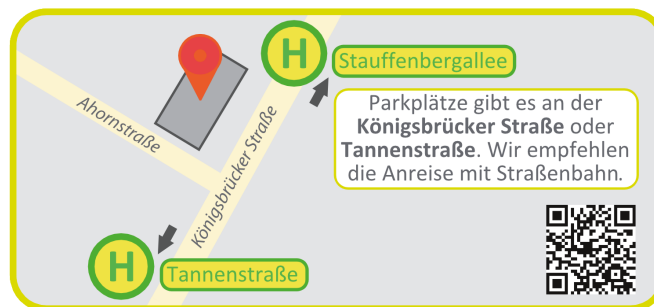 H
Stauffenbergallee
Parkplätze gibt es an der
Königsbrücker Straße oder
Tannenstraße. Wir empfehlen
die Anreise mit Straßenbahn.
Ahornstraße
Königsbrücker Straße
H
Tannenstraße